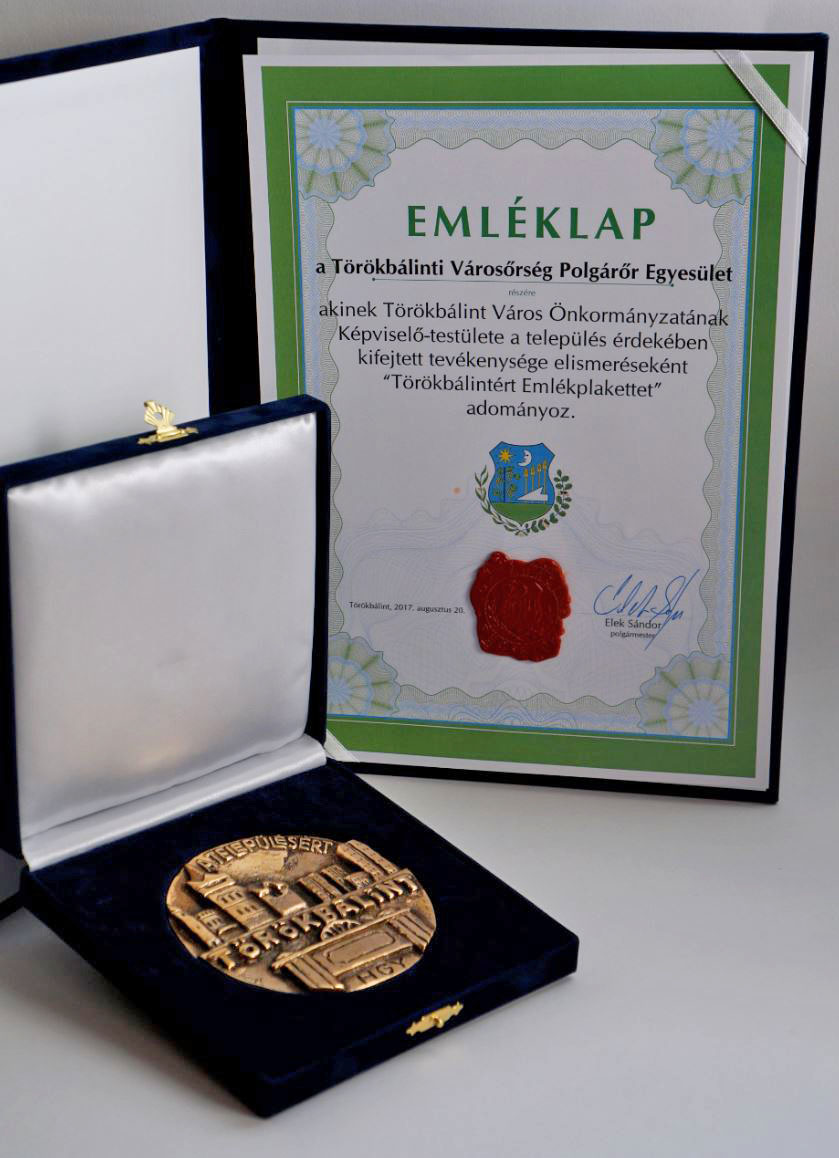 EMLÉKLAP
a Törökbálinti Városőrség Polgárőr Egyesület
részére
akinek Törökbálint Város Önkormányzatának
Képviselő-testülete a település érdekében
kifejtett tevékenysége elismeréseként
“Törökbálintért Emlékplakettet”
adományoz.
Törökbálint, 2017. augusztus 20.
Elek Sándor
polgármester
A TELEPÜLÉSÉRT
TÖRÖKBÁLINT